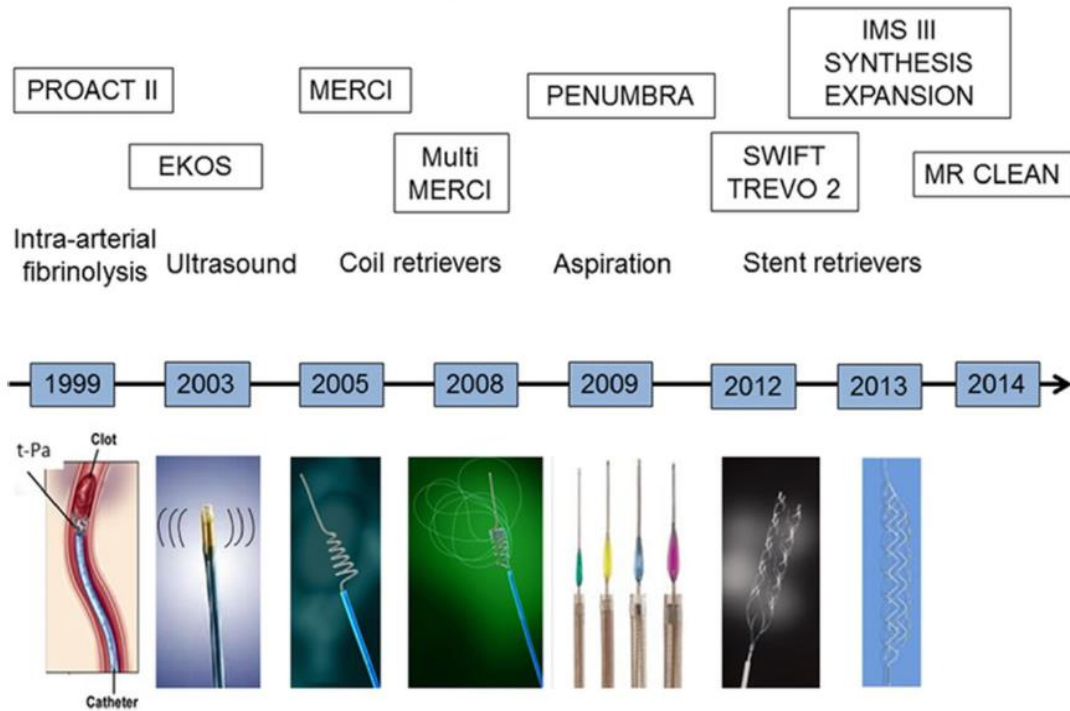 IMS III
SYNTHESIS
EXPANSION
PROACT II
MERCI
PENUMBRA
EKOS
Multi
MERCI
SWIFT
TREVO 2
MR CLEAN
Intra-arterial
fibrinolysis
Ultrasound
Coil retrievers
Aspiration
Stent retrievers
1999
2003
2005
2008
2009
2012
2013
2014
t-Pa
Clot
Catheter